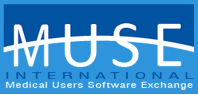 MUSE
INTERNATIONAL
Medical Users Software Exchange